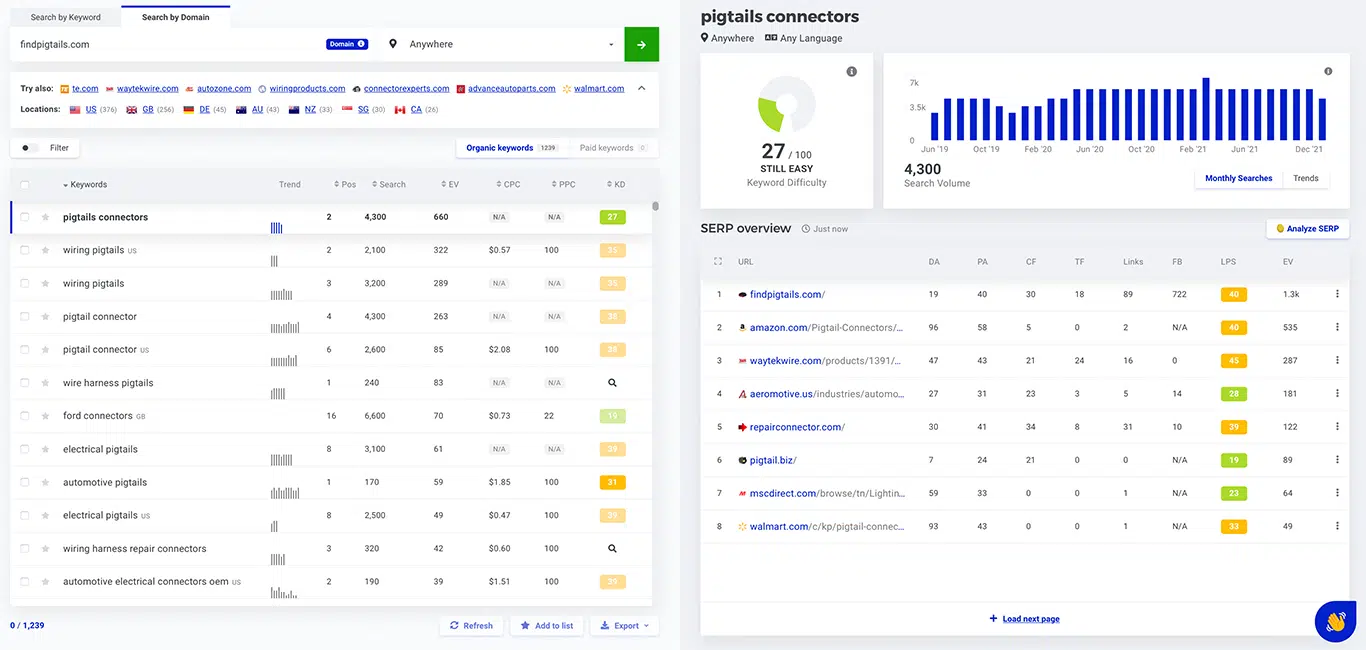 Search by Keyword Search by Domain
findpigtails.com Domain Anywhere
Try also: te.com waytekwire.com autozone.com wiringproducts.com connectorexperts.com advanceautoparts.com walmart.com
Locations: US (376) GB (256) DE (45) AU (43) NZ (33) SG (30) CA (26)
Filter Organic keywords 1239 Paid keywords 0
Keywords Trend Pos Search EV CPC PPC KD
pigtails connectors 2 4,300 660 N/A N/A 27
wiring pigtails US 2 2,100 322 $0.57 100 35
wiring pigtails 3 3,200 289 N/A N/A 35
pigtail connector 4 4,300 263 N/A N/A 38
pigtail connector US 6 2,600 85 $2.08 100 38
wire harness pigtails 1 240 83 N/A N/A
ford connectors GB 16 6,600 70 $0.73 22 19
electrical pigtails 8 3,100 61 N/A N/A 39
automotive pigtails 1 170 59 $1.85 100 31
electrical pigtails US 8 2,500 49 $0.47 100 39
wiring harness repair connectors 3 320 42 $0.60 100
automotive electrical connectors oem US 2 190 39 $1.51 100 39
0 / 1,239 Refresh Add to list Export
pigtails connectors
Anywhere Any Language
27 / 100
STILL EASY
Keyword Difficulty
7k
3.5k
0
Jun '19 Oct '19 Feb '20 Jun '20 Oct '20 Feb '21 Jun '21 Dec '21
4,300
Search Volume
Monthly Searches Trends
SERP overview Just now Analyze SERP
URL DA PA CF TF Links FB LPS EV
1 findpigtails.com/ 19 40 30 18 89 722 40 1.3k
2 amazon.com/Pigtail-Connectors/... 96 58 5 0 2 N/A 40 535
3 waytekwire.com/products/1391/... 47 43 21 24 16 0 45 287
4 aeromotive.us/industries/automo... 27 31 23 3 5 14 28 181
5 repairconnector.com/ 30 41 34 8 31 10 39 122
6 pigtail.biz/ 7 24 21 0 0 N/A 19 89
7 mscdirect.com/browse/tn/Lightin... 59 33 0 0 1 N/A 23 64
8 walmart.com/c/kp/pigtail-connec... 93 43 0 0 1 N/A 33 49
Load next page